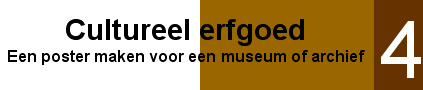 Cultureel erfgoed
Een poster maken voor een museum of archief
4